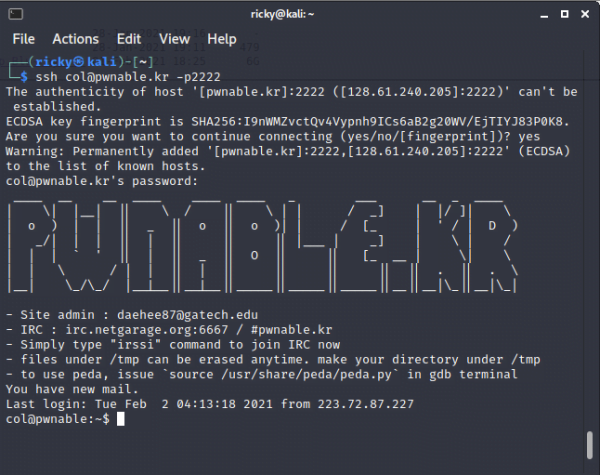 ricky@kali: ~
File Actions Edit View Help
(ricky㉿kali)-[~]
$ ssh col@pwnable.kr -p2222
The authenticity of host '[pwnable.kr]:2222 ([128.61.240.205]:2222)' can't be
established.
ECDSA key fingerprint is SHA256:I9nWMZvctQv4Vypnh9ICs6aB2g20WV/EjTIYJ83P0K8.
Are you sure you want to continue connecting (yes/no/[fingerprint])? yes
Warning: Permanently added '[pwnable.kr]:2222,[128.61.240.205]:2222' (ECDSA)
to the list of known hosts.
col@pwnable.kr's password:
PWNABLE.KR
- Site admin : daehee87@gatech.edu
- IRC : irc.netgarage.org:6667 / #pwnable.kr
- Simply type "irssi" command to join IRC now
- files under /tmp can be erased anytime. make your directory under /tmp
- to use peda, issue `source /usr/share/peda/peda.py` in gdb terminal
You have new mail.
Last login: Tue Feb  2 04:13:18 2021 from 223.72.87.227
col@pwnable:~$